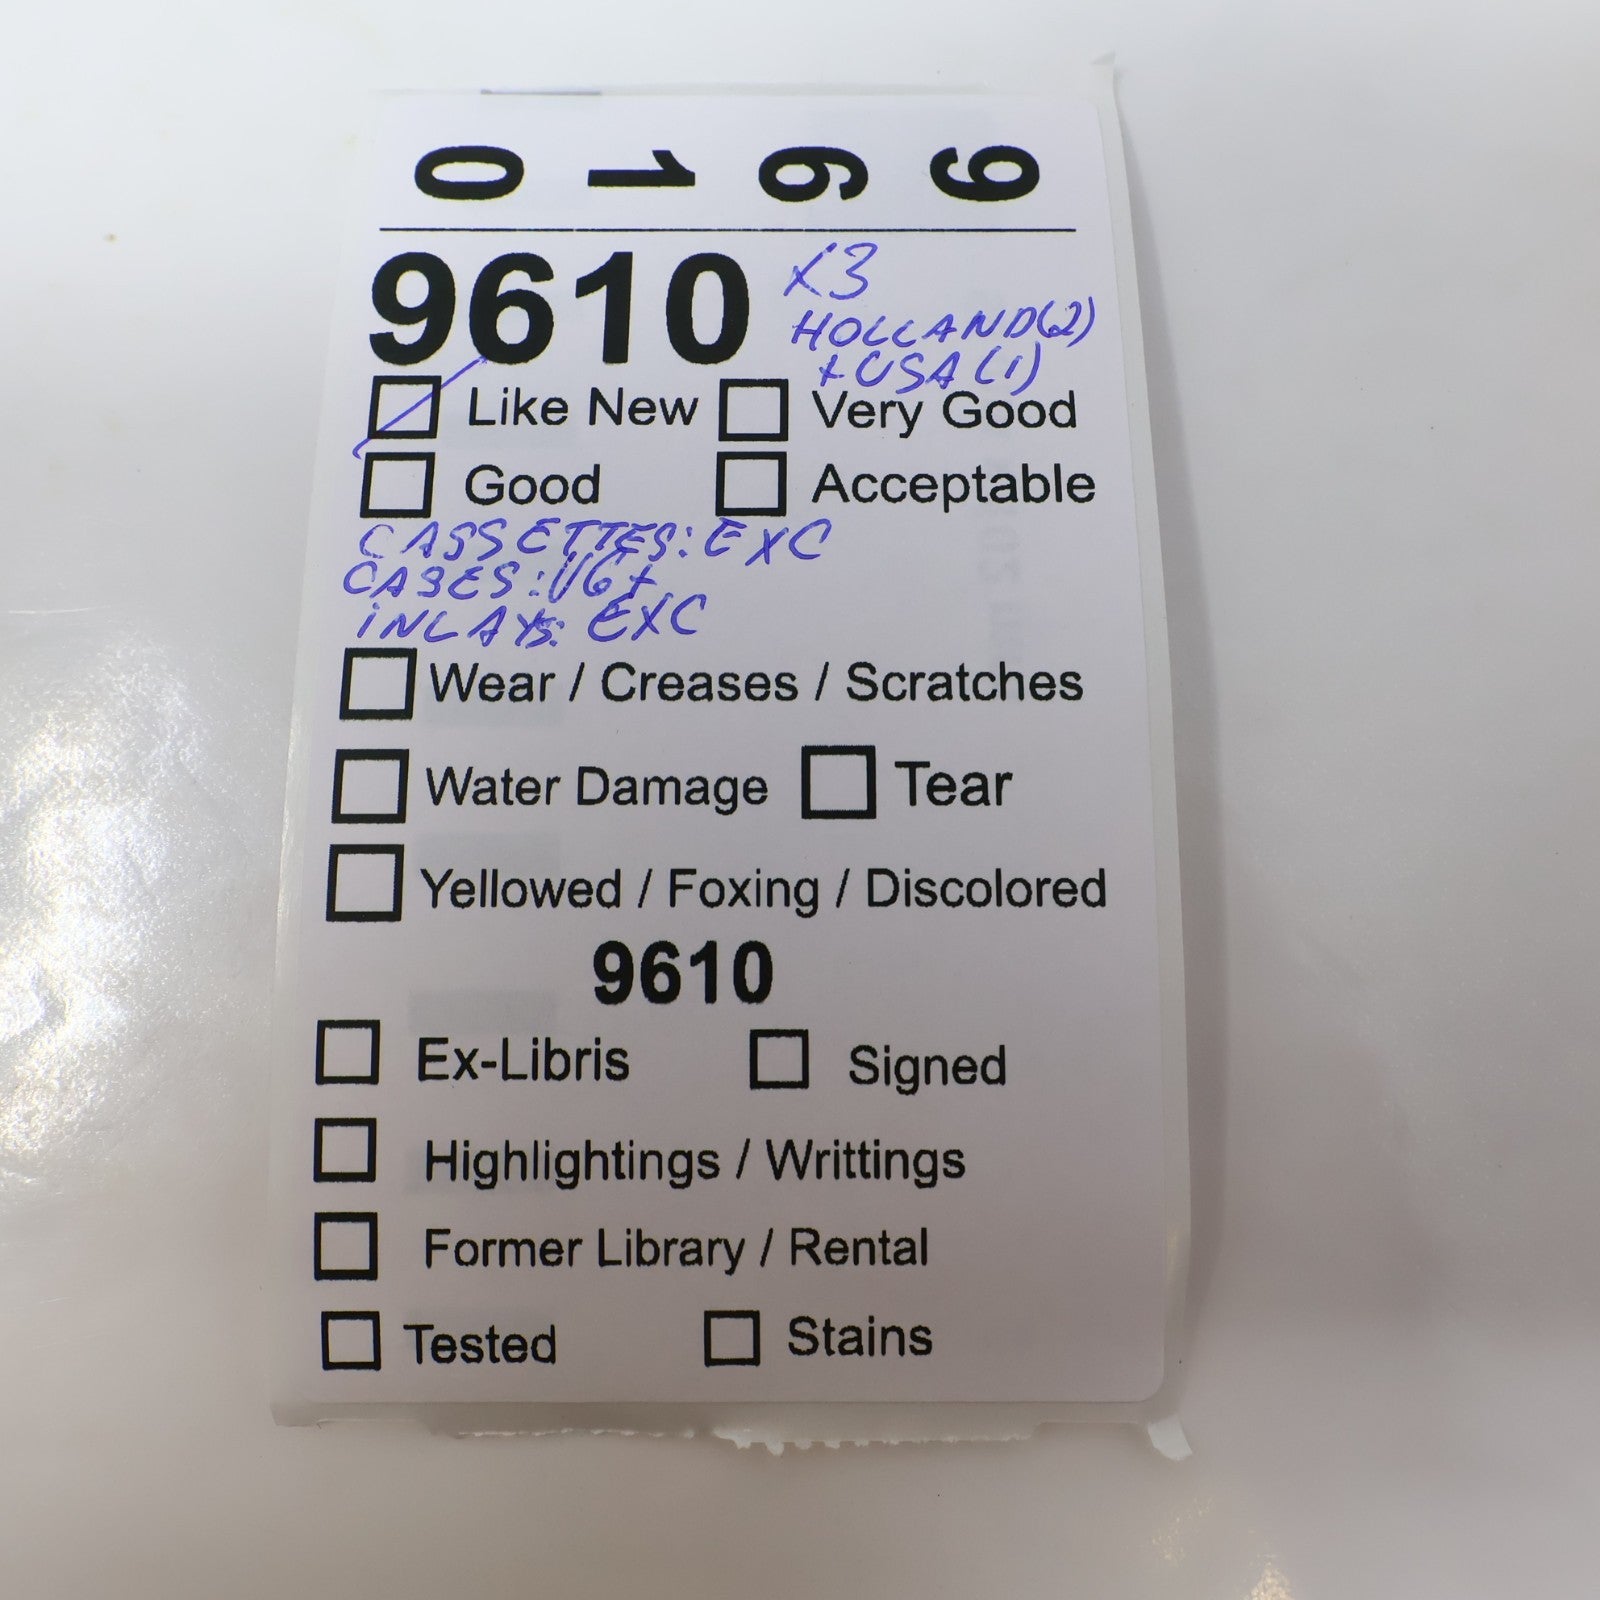 9610
9610 x3
HOLLAND(2)
+USA(1)
Like New Very Good
Good Acceptable
CASSETTES: EXC
CASES: VG+
INLAYS: EXC
Wear / Creases / Scratches
Water Damage Tear
Yellowed / Foxing / Discolored
9610
Ex-Libris Signed
Highlightings / Writtings
Former Library / Rental
Tested Stains